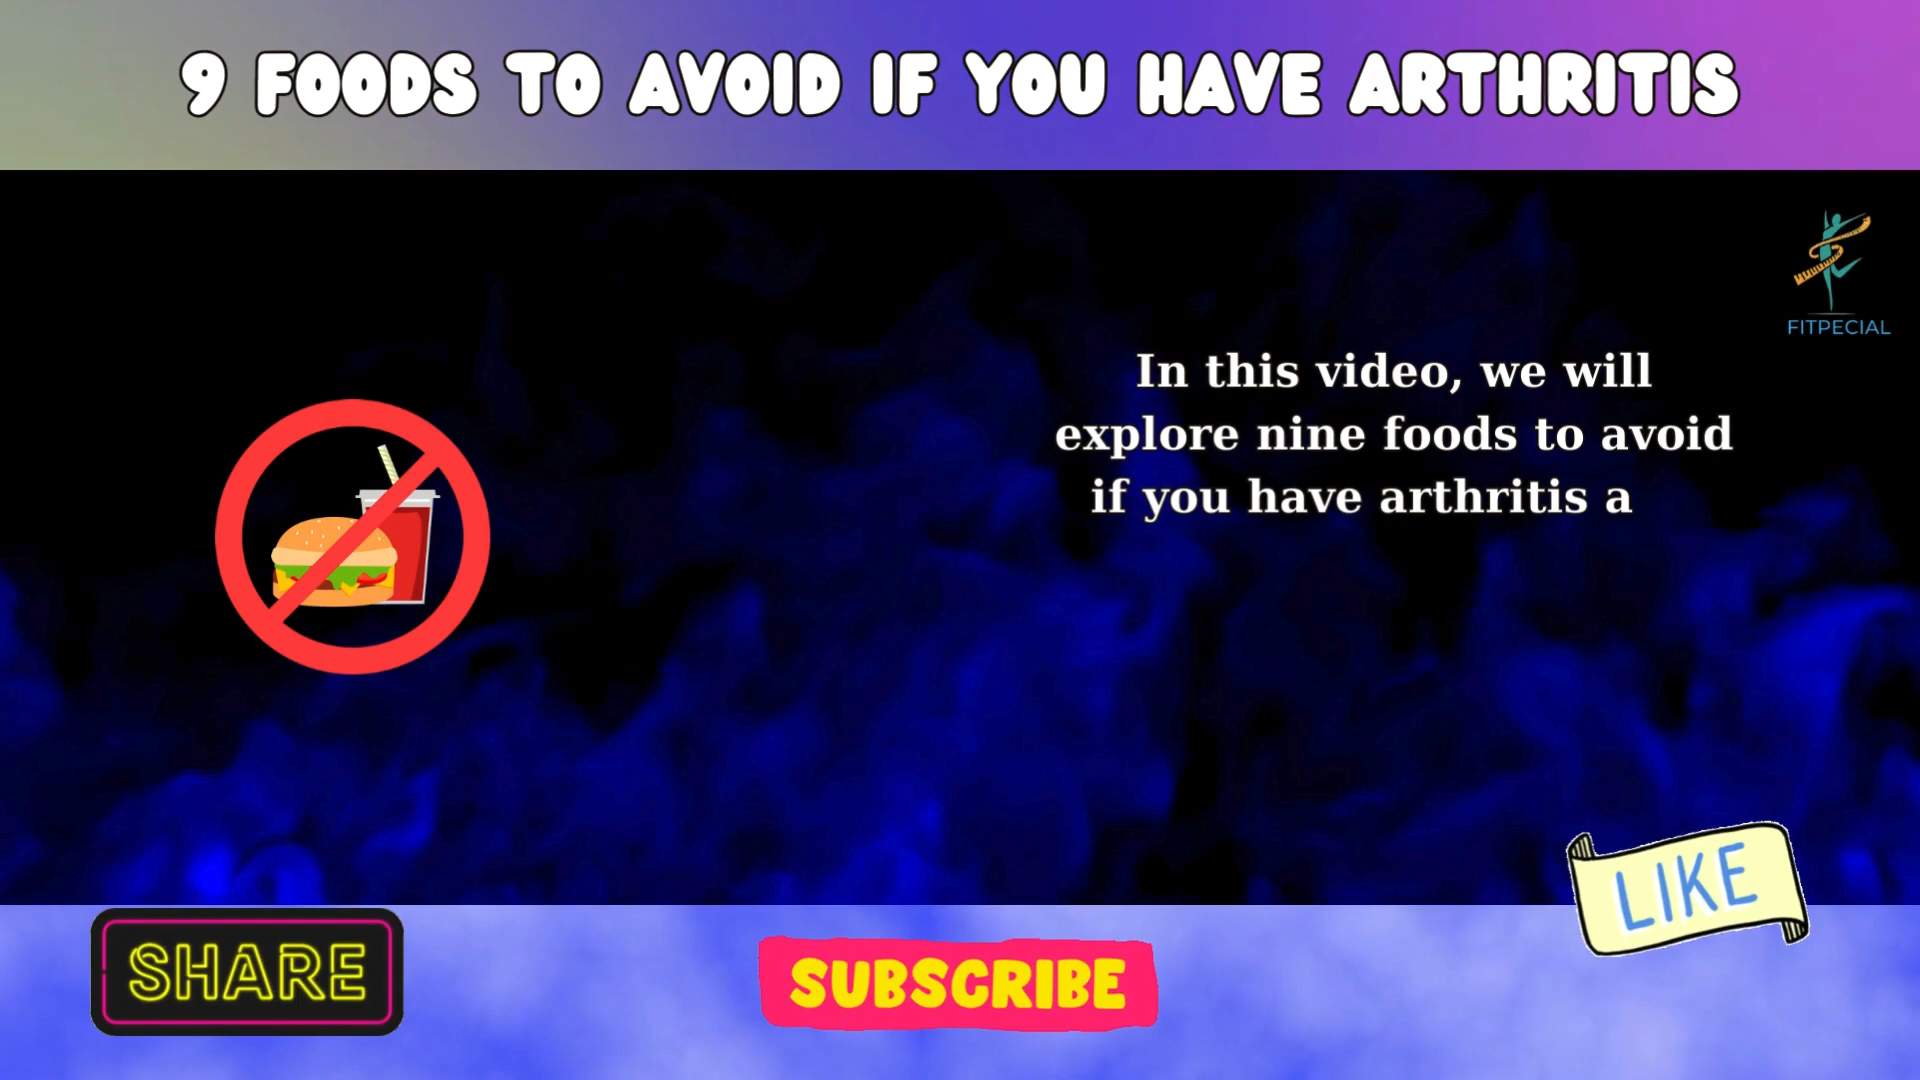 9 FOODS TO AVOID IF YOU HAVE ARTHRITIS
FITPECIAL
In this video, we will
explore nine foods to avoid
if you have arthritis a
LIKE
SHARE
SUBSCRIBE